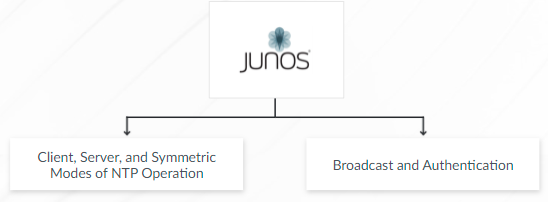 JUNOS
Client, Server, and Symmetric
Modes of NTP Operation
Broadcast and Authentication